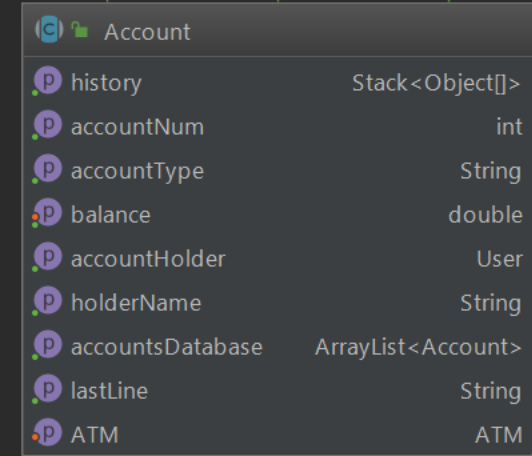 Account
history Stack<Object[]>
accountNum int
accountType String
balance double
accountHolder User
holderName String
accountsDatabase ArrayList<Account>
lastLine String
ATM ATM